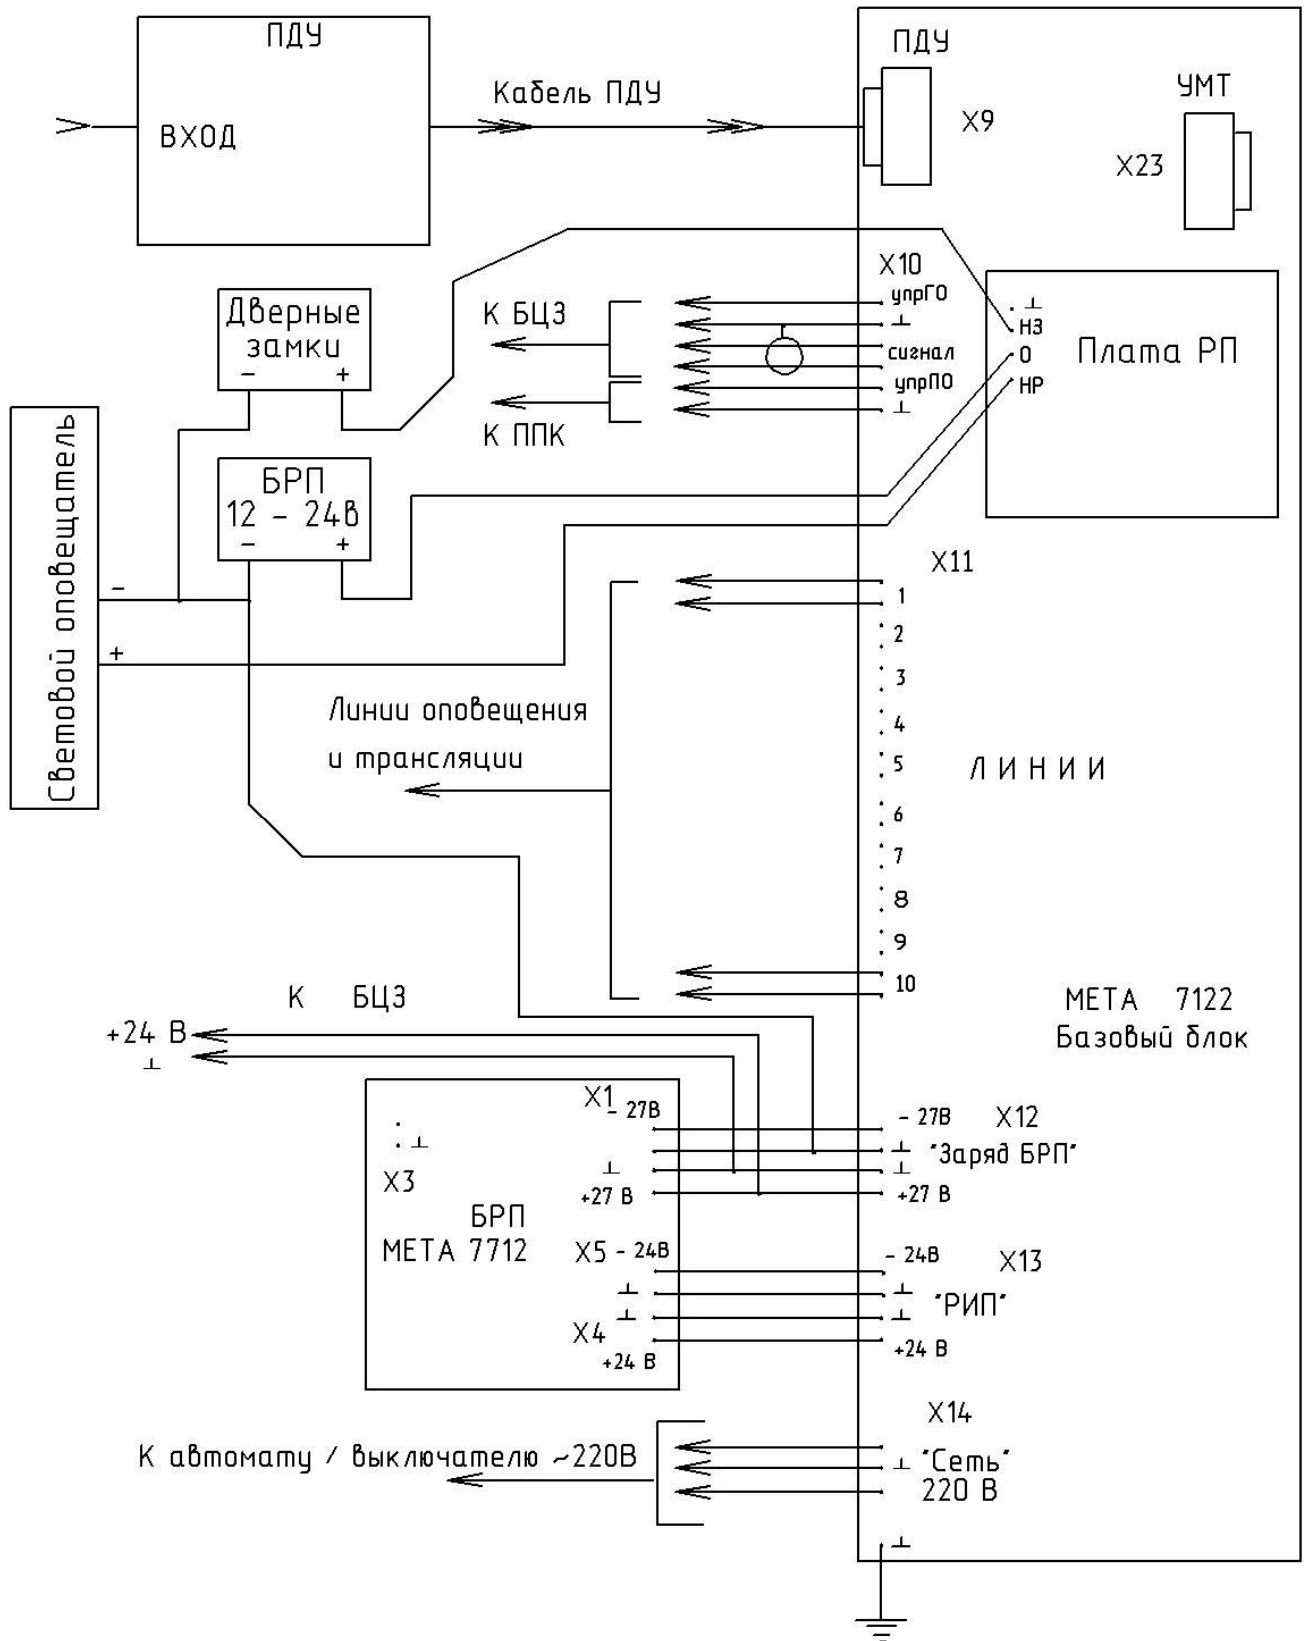 ПДУ
ВХОД
Кабель ПДУ
ПДУ
X9
УМТ
X23
X10
упрГО
⊥
сигнал
упрПО
⊥
К БЦЗ
К ППК
⊥
НЗ
О
НР
Плата РП
Дверные
замки
- +
БРП
12 - 24в
- +
Световой оповещатель
-
+
X11
1
2
3
4
5
6
7
8
9
10
ЛИНИИ
Линии оповещения
и трансляции
К БЦЗ
+24 В
⊥
МЕТА 7122
Базовый блок
X1
- 27В
⊥
+27 В
⊥
X3
БРП
МЕТА 7712
X5 - 24В
⊥
⊥
X4
+24 В
- 27В X12
⊥ "Заряд БРП"
⊥
+27 В
- 24В X13
⊥ "РИП"
⊥
+24 В
X14
"Сеть"
⊥
220 В
К автомату / выключателю ~220В
⊥